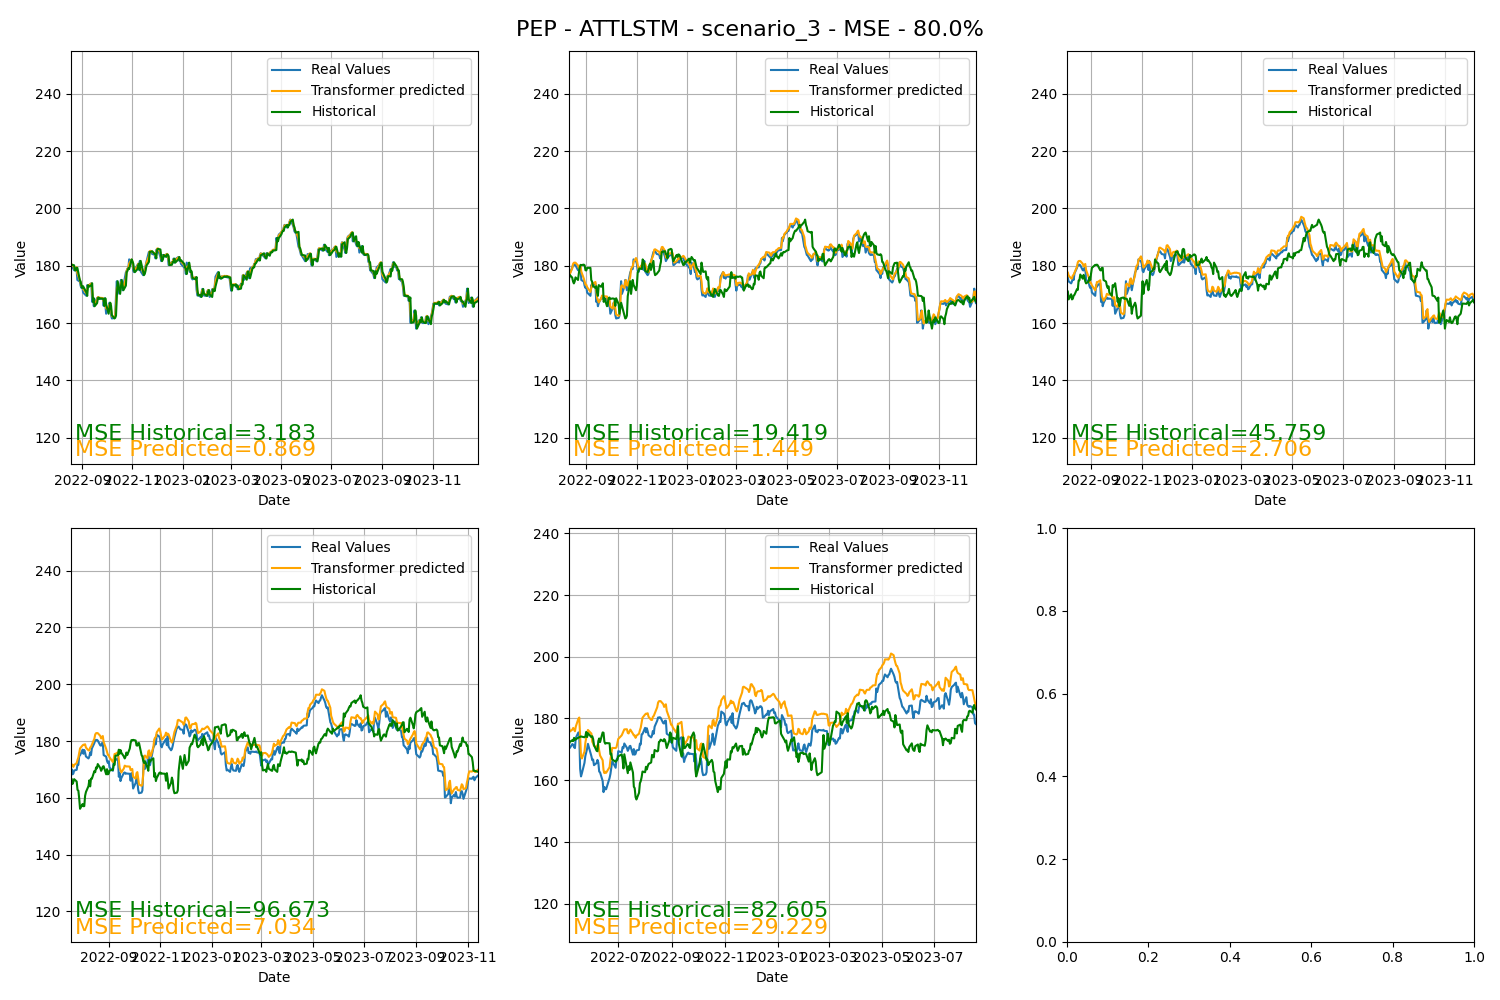 PEP - ATTLSTM - scenario_3 - MSE - 80.0%
Real Values
Transformer predicted
Historical
240
220
200
180
160
140
120
Value
MSE Historical=3.183
MSE Predicted=0.869
2022-09 2022-11 2023-01 2023-03 2023-05 2023-07 2023-09 2023-11
Date
Real Values
Transformer predicted
Historical
240
220
200
180
160
140
120
Value
MSE Historical=19.419
MSE Predicted=1.449
2022-09 2022-11 2023-01 2023-03 2023-05 2023-07 2023-09 2023-11
Date
Real Values
Transformer predicted
Historical
240
220
200
180
160
140
120
Value
MSE Historical=45.759
MSE Predicted=2.706
2022-09 2022-11 2023-01 2023-03 2023-05 2023-07 2023-09 2023-11
Date
Real Values
Transformer predicted
Historical
240
220
200
180
160
140
120
Value
MSE Historical=96.673
MSE Predicted=7.034
2022-09 2022-11 2023-01 2023-03 2023-05 2023-07 2023-09 2023-11
Date
Real Values
Transformer predicted
Historical
240
220
200
180
160
140
120
Value
MSE Historical=82.605
MSE Predicted=29.229
2022-07 2022-09 2022-11 2023-01 2023-03 2023-05 2023-07
Date
1.0
0.8
0.6
0.4
0.2
0.0
0.0 0.2 0.4 0.6 0.8 1.0